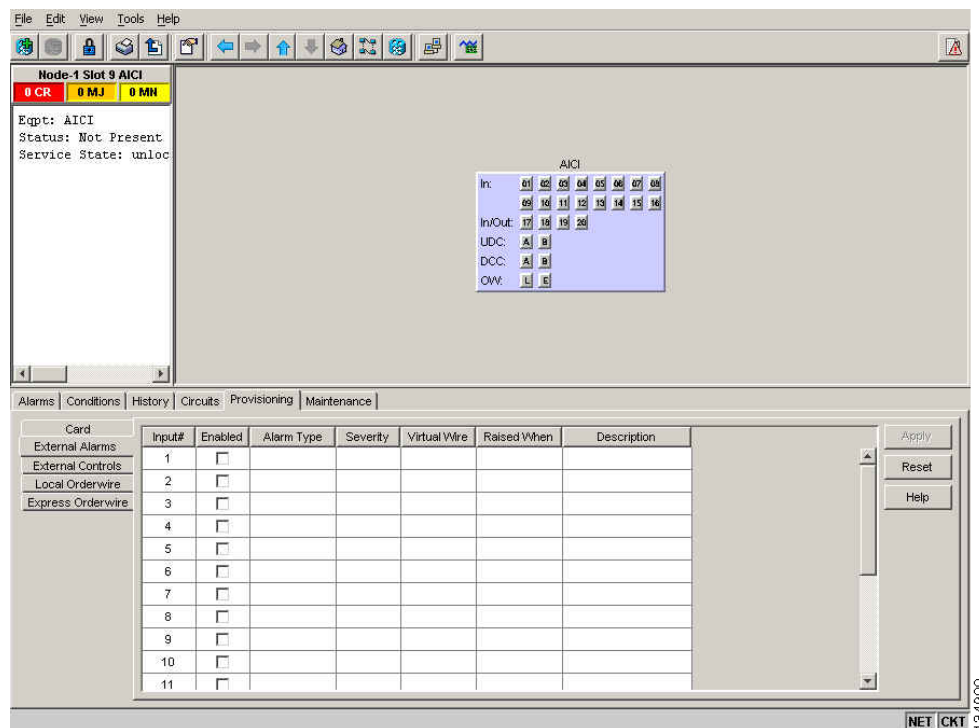 File Edit View Tools Help
Node-1 Slot 9 AICI
0 CR 0 MJ 0 MN
Eqpt: AICI
Status: Not Present
Service State: unloc
AICI
In: 01 02 03 04 05 06 07 08
09 10 11 12 13 14 15 16
In/Out: 17 18 19 20
UDC: A B
DCC: A B
OW: L E
Alarms Conditions History Circuits Provisioning Maintenance
Card
External Alarms
External Controls
Local Orderwire
Express Orderwire
Input# Enabled Alarm Type Severity Virtual Wire Raised When Description
1
2
3
4
5
6
7
8
9
10
11
Apply
Reset
Help
NET CKT